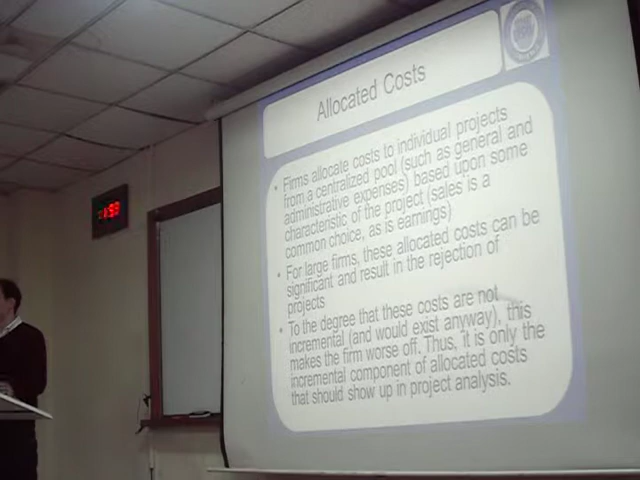 Allocated Costs
• Firms allocate costs to individual projects
from a centralized pool (such as general and
administrative expenses) based upon some
characteristic of the project (sales is a
common choice, as is earnings)
• For large firms, these allocated costs can be
significant and result in the rejection of
projects
• To the degree that these costs are not
incremental (and would exist anyway), this
makes the firm worse off. Thus, it is only the
incremental component of allocated costs
that should show up in project analysis.